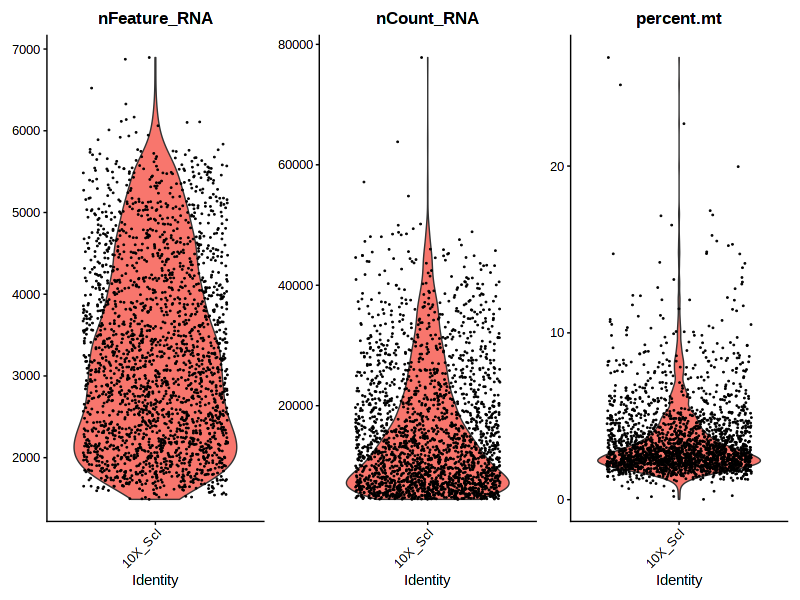 nFeature_RNA
7000
6000
5000
4000
3000
2000
10X_Scl
Identity
nCount_RNA
80000
60000
40000
20000
10X_Scl
Identity
percent.mt
20
10
0
10X_Scl
Identity